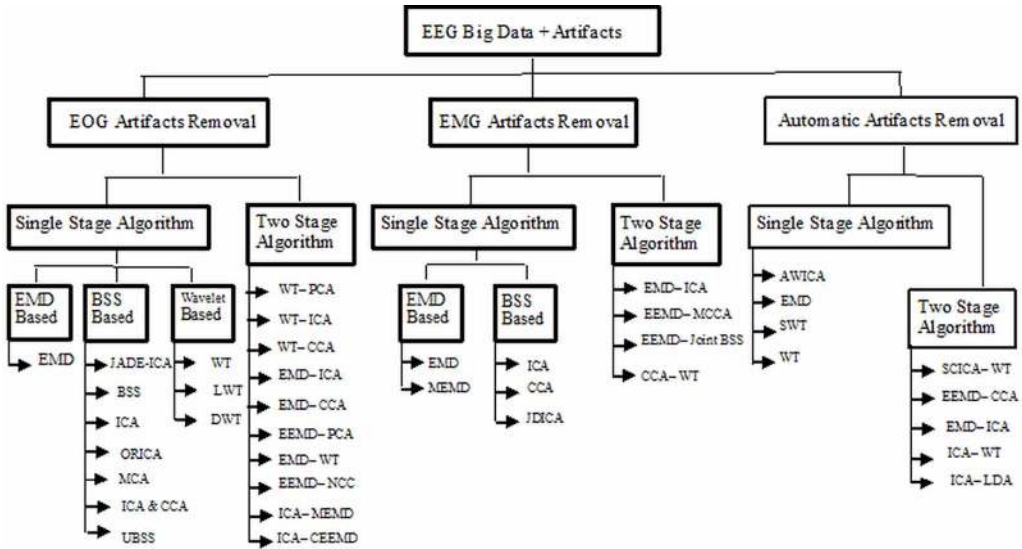 EEG Big Data + Artifacts
EOG Artifacts Removal
EMG Artifacts Removal
Automatic Artifacts Removal
Single Stage Algorithm
Two Stage
Algorithm
EMD
Based
BSS
Based
Wavelet
Based
EMD
JADE-ICA
BSS
ICA
ORICA
MCA
ICA & CCA
UBSS
WT
LWT
DWT
WT-PCA
WT-ICA
WT-CCA
EMD-ICA
EMD-CCA
EEMD-PCA
EMD-WT
EEMD-NCC
ICA-MEMD
ICA-CEEMD
Single Stage Algorithm
Two Stage
Algorithm
EMD
Based
BSS
Based
EMD
MEMD
ICA
CCA
JDICA
EMD-ICA
EEMD-MCCA
EEMD-Joint BSS
CCA-WT
Single Stage Algorithm
AWICA
EMD
SWT
WT
Two Stage
Algorithm
SCICA-WT
EEMD-CCA
EMD-ICA
ICA-WT
ICA-LDA